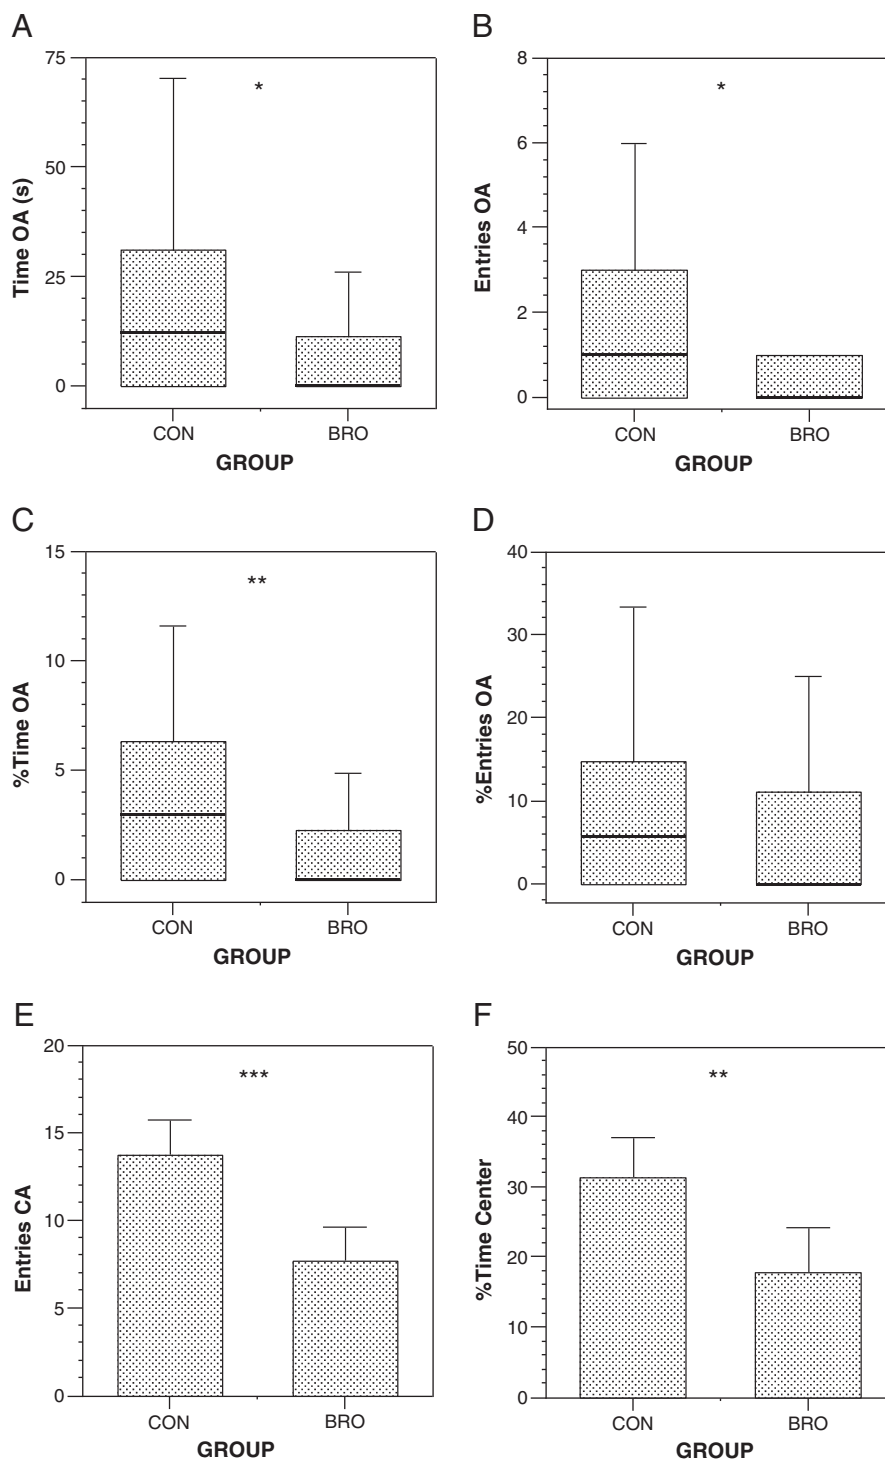 A
75
50
25
0
Time OA (s)
*
CON BRO
GROUP
B
8
6
4
2
0
Entries OA
*
CON BRO
GROUP
C
15
10
5
0
%Time OA
**
CON BRO
GROUP
D
40
30
20
10
0
%Entries OA
CON BRO
GROUP
E
20
15
10
5
0
Entries CA
***
CON BRO
GROUP
F
50
40
30
20
10
0
%Time Center
**
CON BRO
GROUP